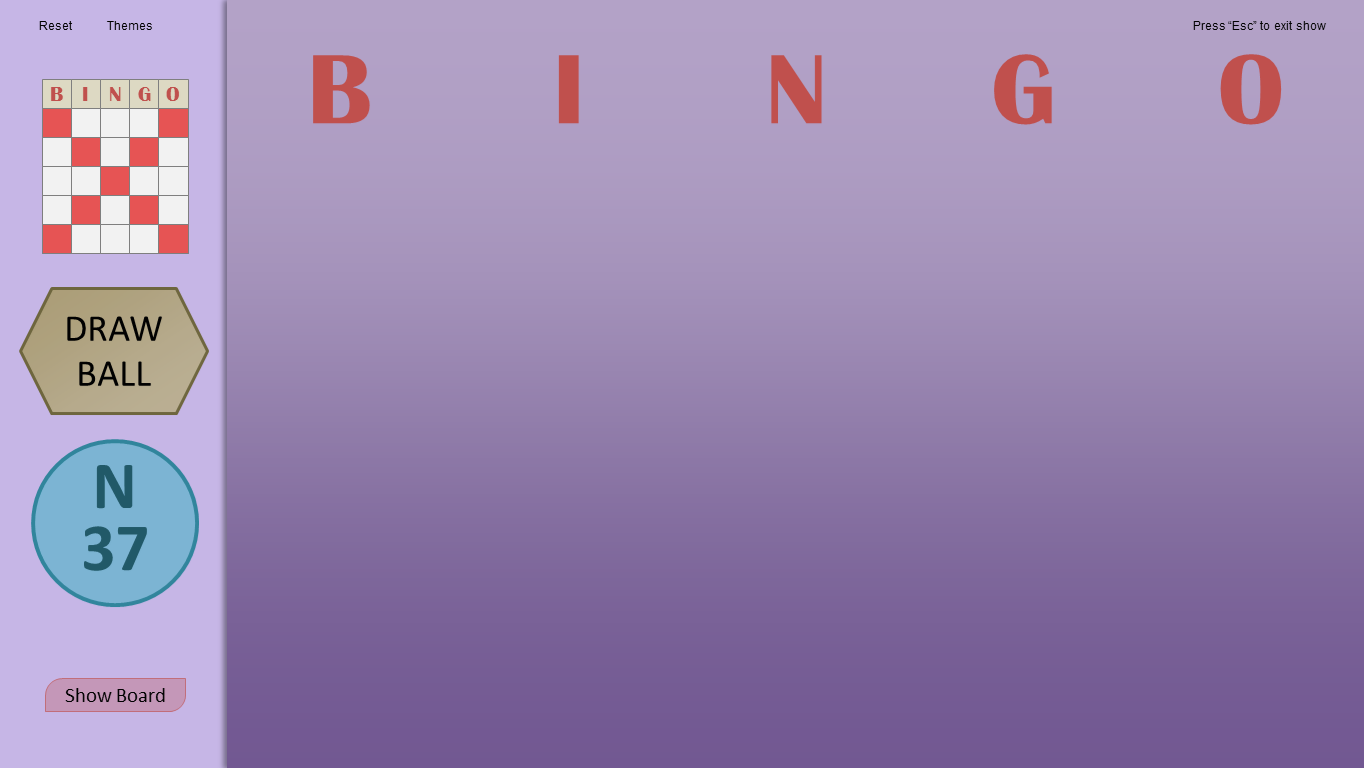 Reset Themes
Press “Esc” to exit show
B I N G O
B I N G O
DRAW
BALL
N
37
Show Board